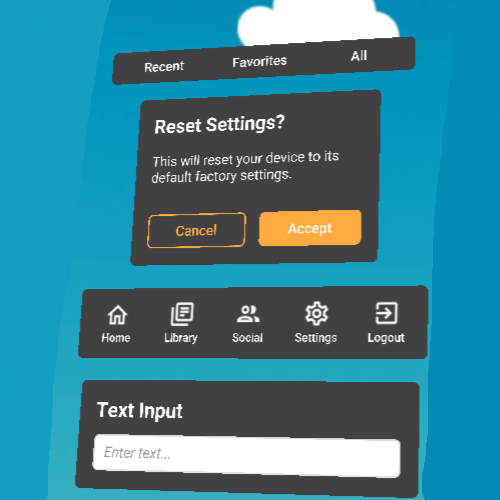 Recent Favorites All
Reset Settings?
This will reset your device to its
default factory settings.
Cancel Accept
Home Library Social Settings Logout
Text Input
Enter text...